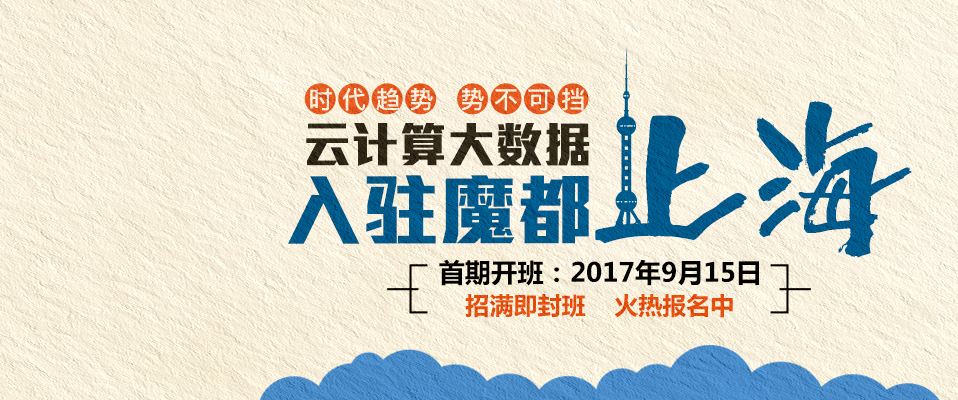 时代趋势 势不可挡
云计算大数据
入驻魔都上海
首期开班：2017年9月15日
招满即封班 火热报名中